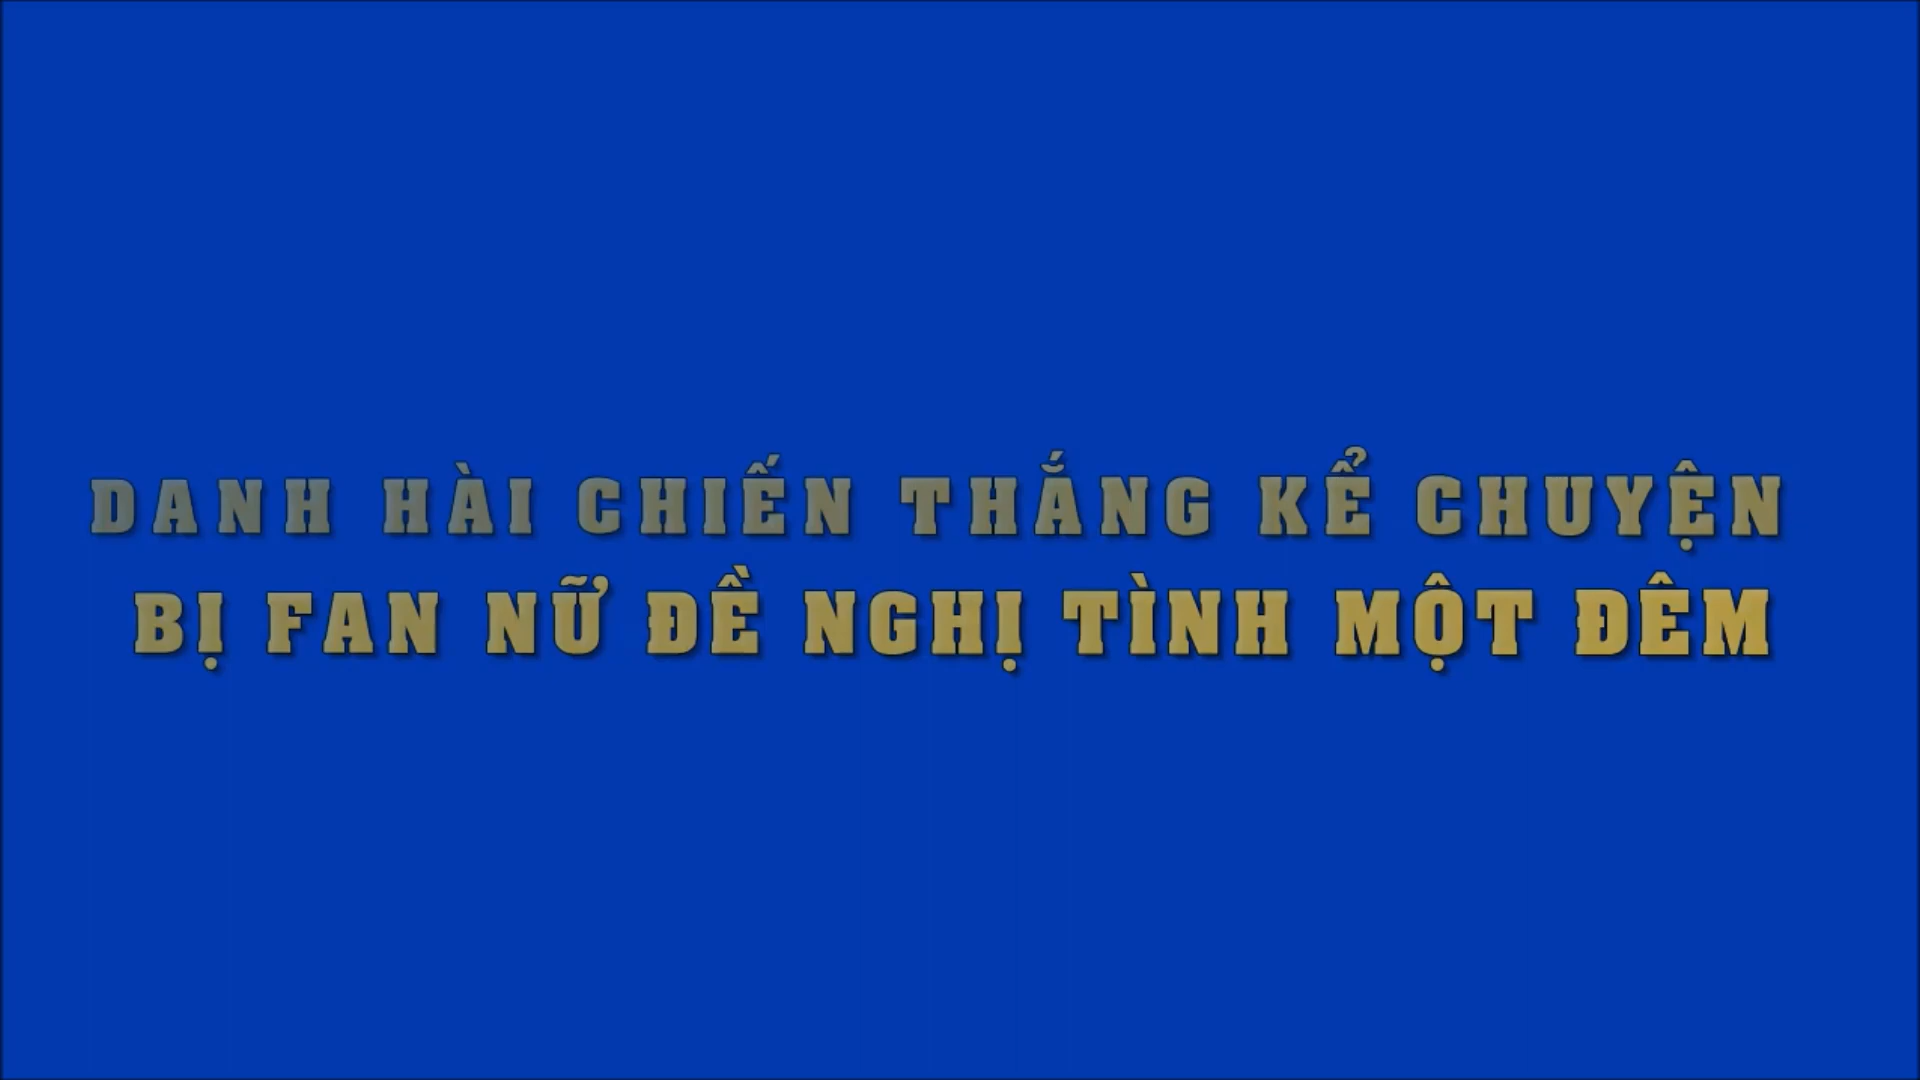 DANH HÀI CHIẾN THẮNG KỂ CHUYỆN
BỊ FAN NỮ ĐỀ NGHỊ TÌNH MỘT ĐÊM